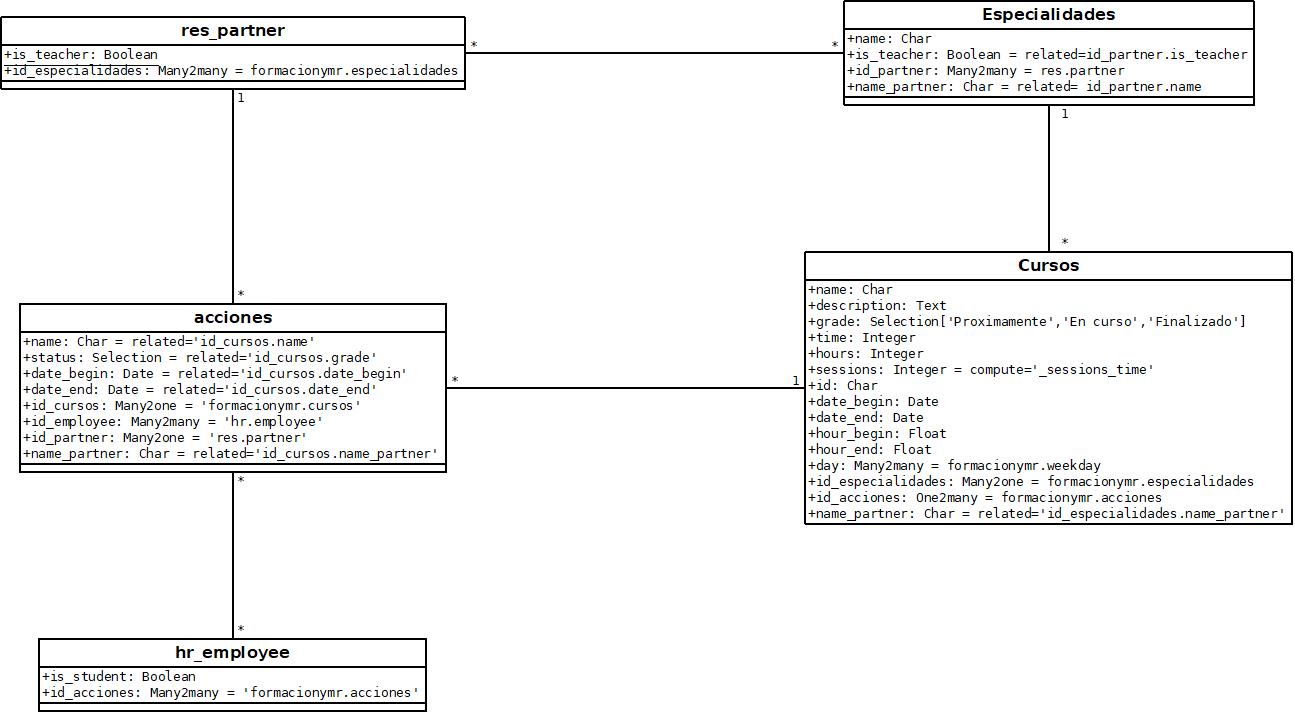 res_partner
+is_teacher: Boolean
+id_especialidades: Many2many = formacionymr.especialidades
*
*
1
Especialidades
+name: Char
+is_teacher: Boolean = related=id_partner.is_teacher
+id_partner: Many2many = res.partner
+name_partner: Char = related= id_partner.name
1
*
*
acciones
+name: Char = related='id_cursos.name'
+status: Selection = related='id_cursos.grade'
+date_begin: Date = related='id_cursos.date_begin'
+date_end: Date = related='id_cursos.date_end'
+id_cursos: Many2one = 'formacionymr.cursos'
+id_employee: Many2many = 'hr.employee'
+id_partner: Many2one = 'res.partner'
+name_partner: Char = related='id_cursos.name_partner'
*
1
*
Cursos
+name: Char
+description: Text
+grade: Selection['Proximamente','En curso','Finalizado']
+time: Integer
+hours: Integer
+sessions: Integer = compute='_sessions_time'
+id: Char
+date_begin: Date
+date_end: Date
+hour_begin: Float
+hour_end: Float
+day: Many2many = formacionymr.weekday
+id_especialidades: Many2one = formacionymr.especialidades
+id_acciones: One2many = formacionymr.acciones
+name_partner: Char = related='id_especialidades.name_partner'
*
hr_employee
+is_student: Boolean
+id_acciones: Many2many = 'formacionymr.acciones'